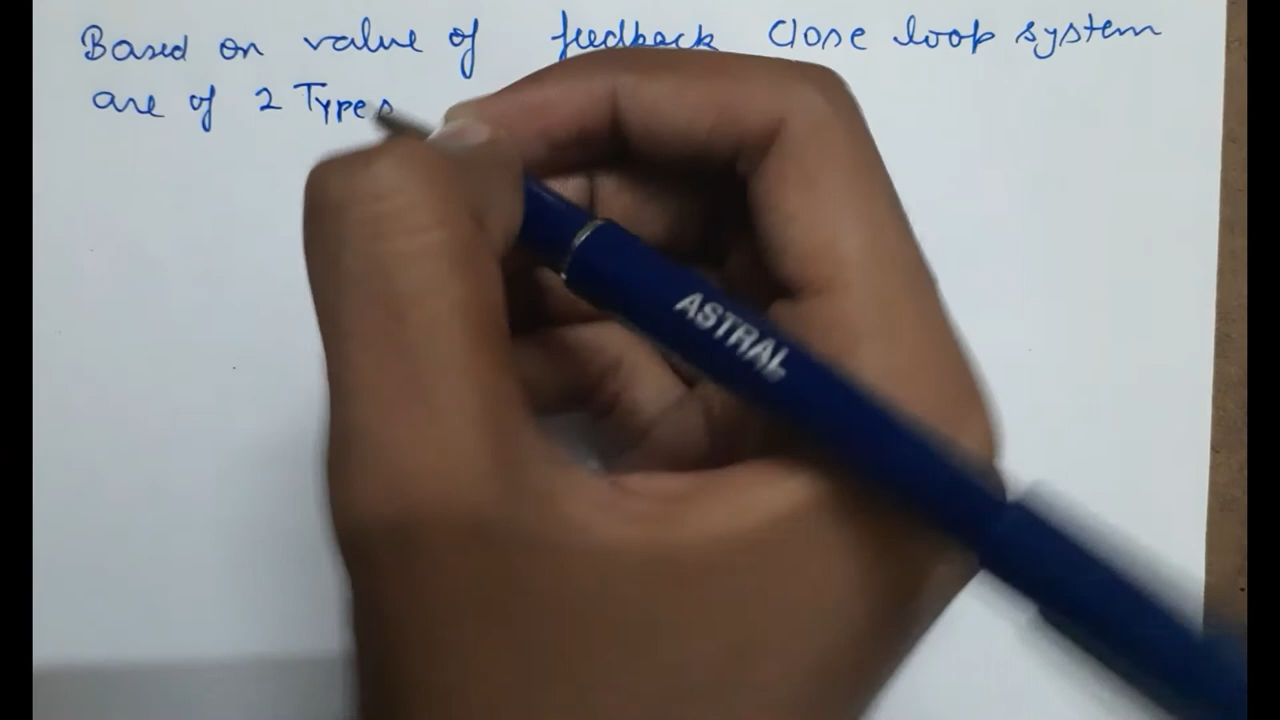 Based on value of feedback Close loop system
are of 2 Types
ASTRAL